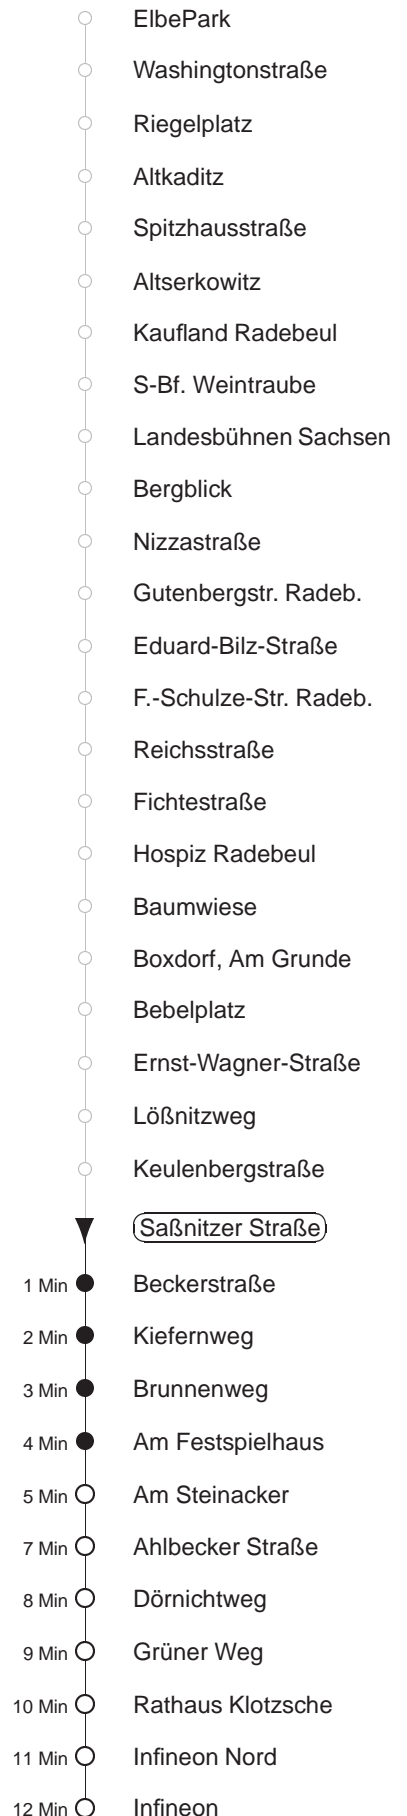 ElbePark
Washingtonstraße
Riegelplatz
Altkaditz
Spitzhausstraße
Altserkowitz
Kaufland Radebeul
S-Bf. Weintraube
Landesbühnen Sachsen
Bergblick
Nizzastraße
Gutenbergstr. Radeb.
Eduard-Bilz-Straße
F.-Schulze-Str. Radeb.
Reichsstraße
Fichtestraße
Hospiz Radebeul
Baumwiese
Boxdorf, Am Grunde
Bebelplatz
Ernst-Wagner-Straße
Lößnitzweg
Keulenbergstraße
Saßnitzer Straße
1 Min Beckerstraße
2 Min Kiefernweg
3 Min Brunnenweg
4 Min Am Festspielhaus
5 Min Am Steinacker
7 Min Ahlbecker Straße
8 Min Dörnichtweg
9 Min Grüner Weg
10 Min Rathaus Klotzsche
11 Min Infineon Nord
12 Min Infineon